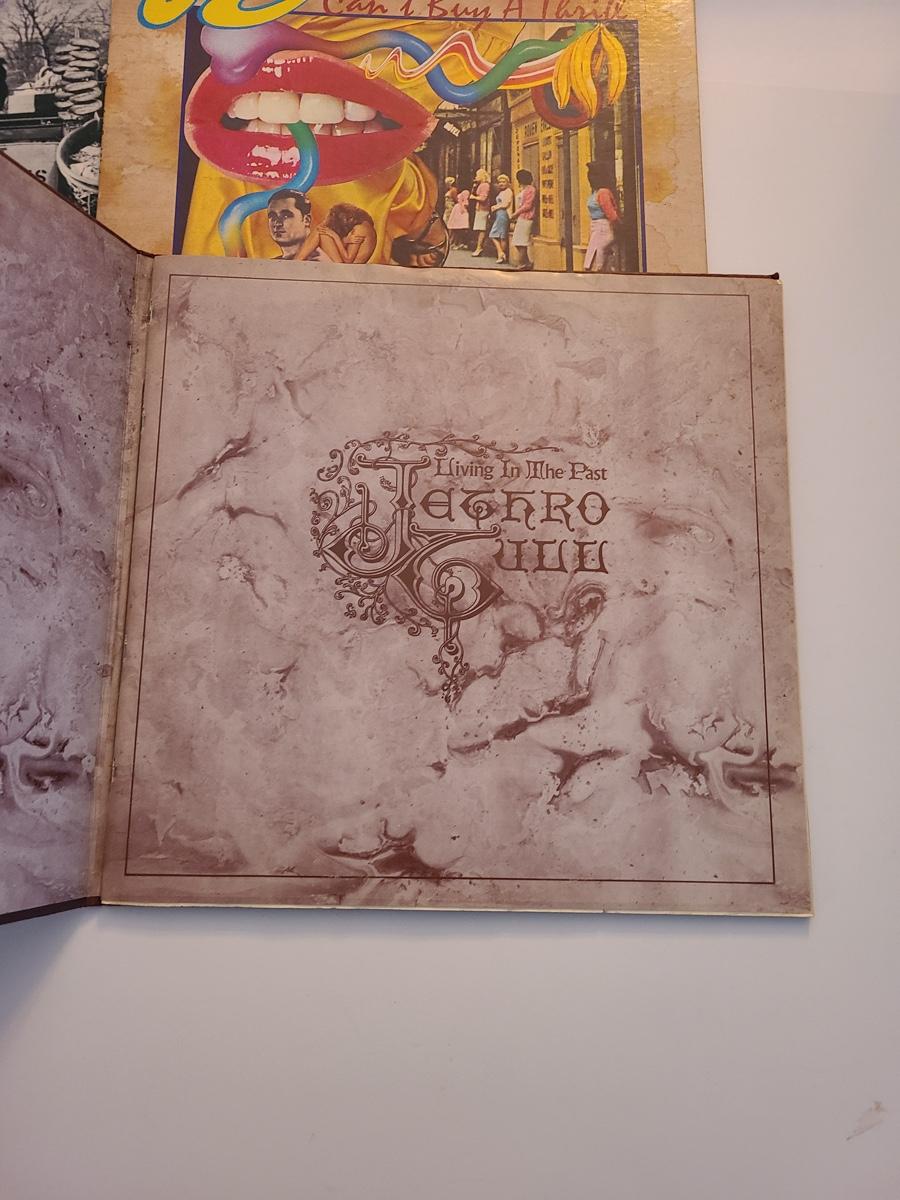 Can't Buy A Thrill
Living In The Past
Jethro
Tull